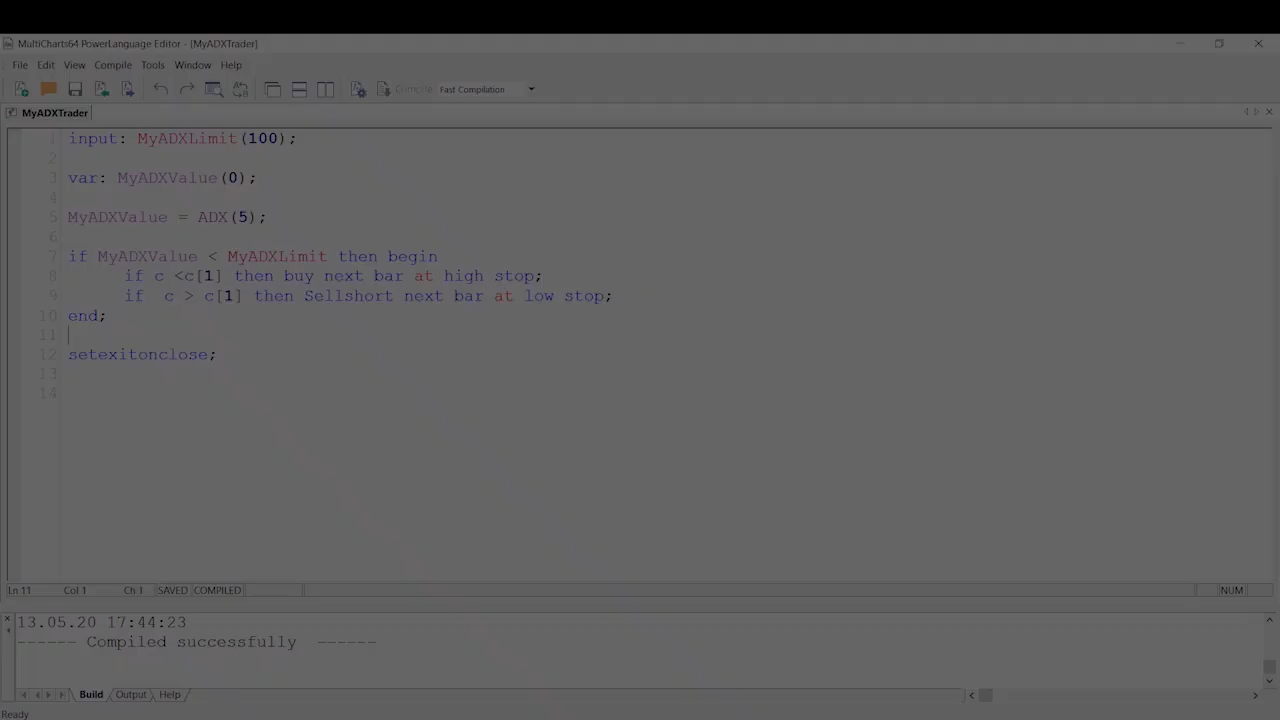 MultiCharts64 PowerLanguage Editor - [MyADXTrader]
File Edit View Compile Tools Window Help
Compile Fast Compilation
MyADXTrader
1 input: MyADXLimit(100);
2
3 var: MyADXValue(0);
4
5 MyADXValue = ADX(5);
6
7 if MyADXValue < MyADXLimit then begin
8 if c <c[1] then buy next bar at high stop;
9 if c > c[1] then Sellshort next bar at low stop;
10 end;
11
12 setexitonclose;
13
14
Ln 11 Col 1 Ch 1 SAVED COMPILED NUM
13.05.20 17:44:23
------ Compiled successfully ------
Build Output Help
Ready